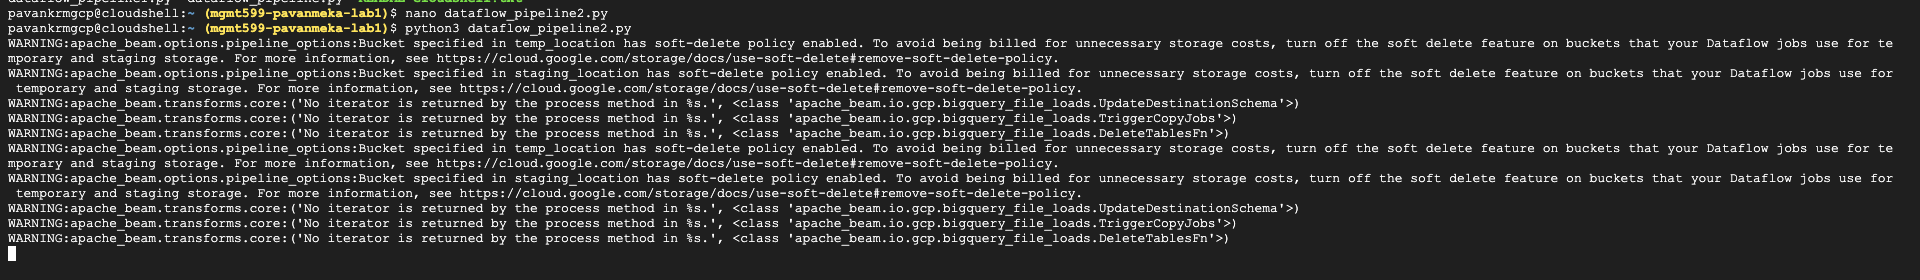 pavankrmgcp@cloudshell:~ (mgmt599-pavanmeka-lab1)$ nano dataflow_pipeline2.py
pavankrmgcp@cloudshell:~ (mgmt599-pavanmeka-lab1)$ python3 dataflow_pipeline2.py
WARNING:apache_beam.options.pipeline_options:Bucket specified in temp_location has soft-delete policy enabled. To avoid being billed for unnecessary storage costs, turn off the soft delete feature on buckets that your Dataflow jobs use for te
mporary and staging storage. For more information, see https://cloud.google.com/storage/docs/use-soft-delete#remove-soft-delete-policy.
WARNING:apache_beam.options.pipeline_options:Bucket specified in staging_location has soft-delete policy enabled. To avoid being billed for unnecessary storage costs, turn off the soft delete feature on buckets that your Dataflow jobs use for
 temporary and staging storage. For more information, see https://cloud.google.com/storage/docs/use-soft-delete#remove-soft-delete-policy.
WARNING:apache_beam.transforms.core:('No iterator is returned by the process method in %s.', <class 'apache_beam.io.gcp.bigquery_file_loads.UpdateDestinationSchema'>)
WARNING:apache_beam.transforms.core:('No iterator is returned by the process method in %s.', <class 'apache_beam.io.gcp.bigquery_file_loads.TriggerCopyJobs'>)
WARNING:apache_beam.transforms.core:('No iterator is returned by the process method in %s.', <class 'apache_beam.io.gcp.bigquery_file_loads.DeleteTablesFn'>)
WARNING:apache_beam.options.pipeline_options:Bucket specified in temp_location has soft-delete policy enabled. To avoid being billed for unnecessary storage costs, turn off the soft delete feature on buckets that your Dataflow jobs use for te
mporary and staging storage. For more information, see https://cloud.google.com/storage/docs/use-soft-delete#remove-soft-delete-policy.
WARNING:apache_beam.options.pipeline_options:Bucket specified in staging_location has soft-delete policy enabled. To avoid being billed for unnecessary storage costs, turn off the soft delete feature on buckets that your Dataflow jobs use for
 temporary and staging storage. For more information, see https://cloud.google.com/storage/docs/use-soft-delete#remove-soft-delete-policy.
WARNING:apache_beam.transforms.core:('No iterator is returned by the process method in %s.', <class 'apache_beam.io.gcp.bigquery_file_loads.UpdateDestinationSchema'>)
WARNING:apache_beam.transforms.core:('No iterator is returned by the process method in %s.', <class 'apache_beam.io.gcp.bigquery_file_loads.TriggerCopyJobs'>)
WARNING:apache_beam.transforms.core:('No iterator is returned by the process method in %s.', <class 'apache_beam.io.gcp.bigquery_file_loads.DeleteTablesFn'>)